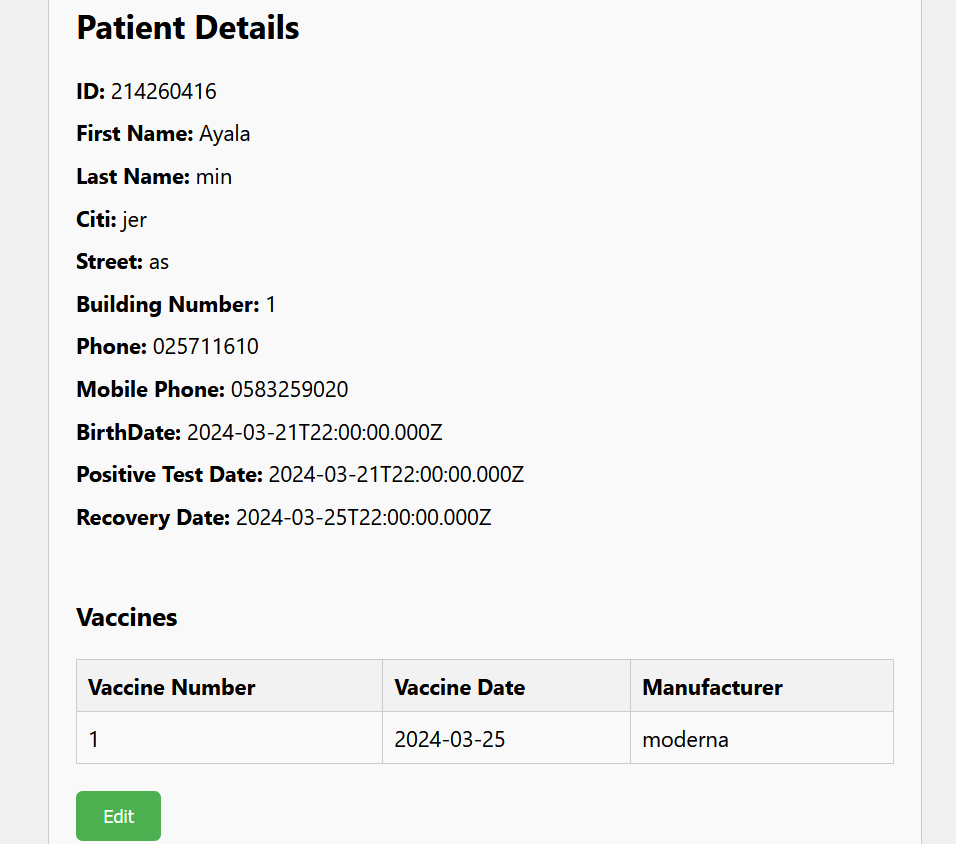 Patient Details
ID: 214260416
First Name: Ayala
Last Name: min
Citi: jer
Street: as
Building Number: 1
Phone: 025711610
Mobile Phone: 0583259020
BirthDate: 2024-03-21T22:00:00.000Z
Positive Test Date: 2024-03-21T22:00:00.000Z
Recovery Date: 2024-03-25T22:00:00.000Z
Vaccines
Vaccine Number Vaccine Date Manufacturer
1 2024-03-25 moderna
Edit